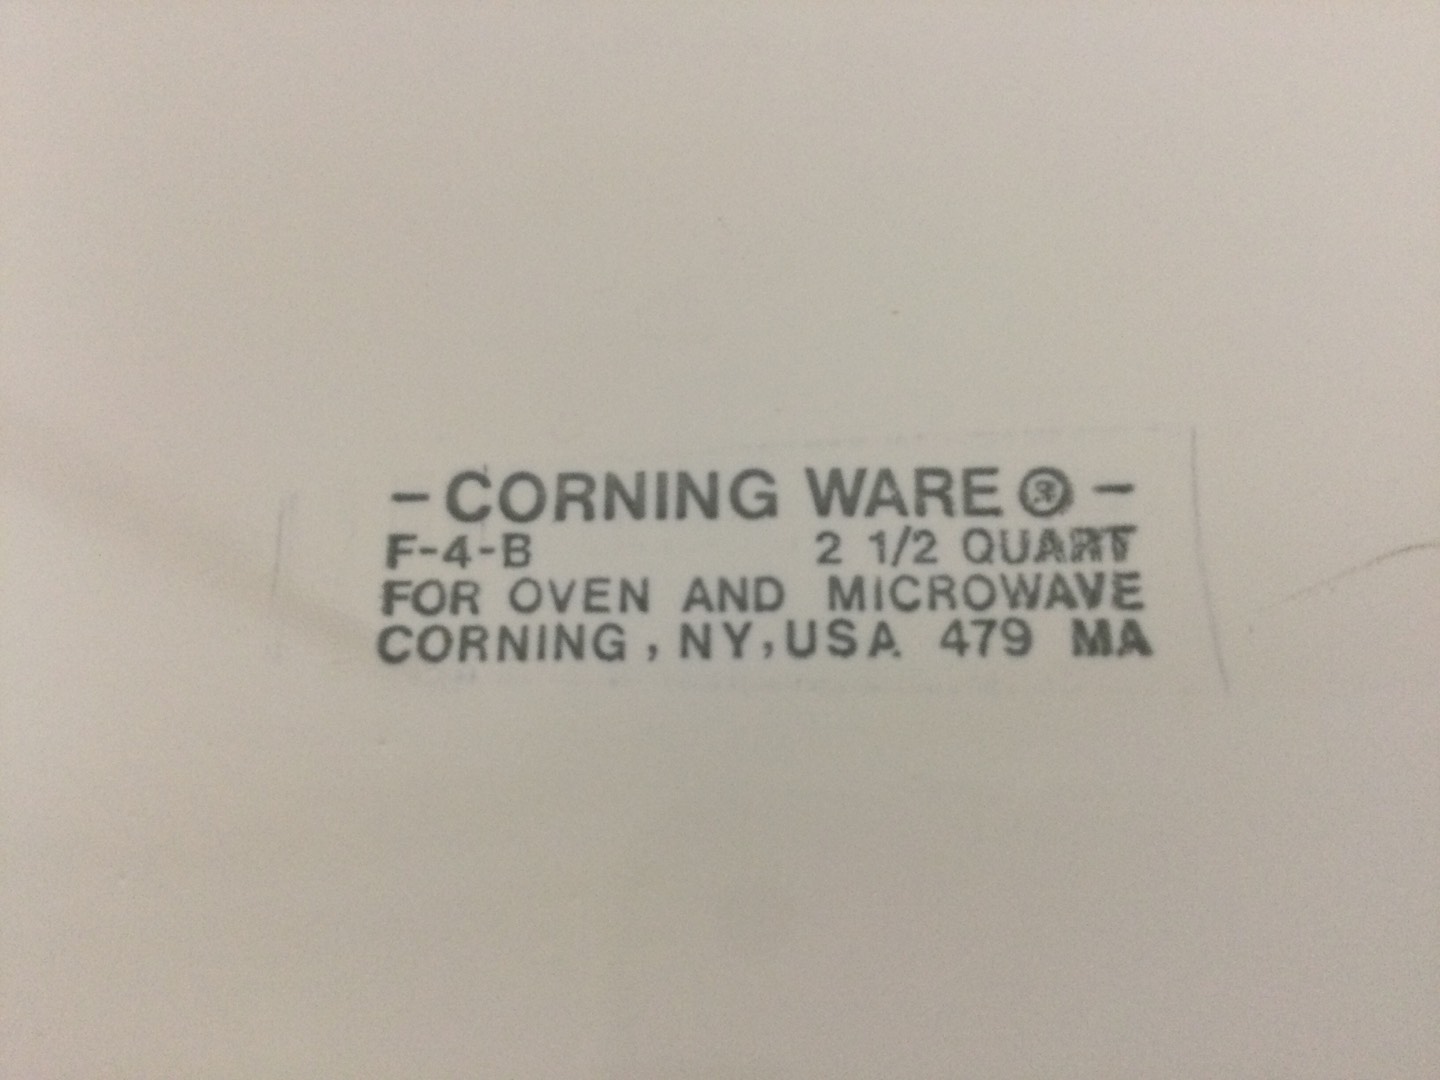 -CORNING WARE®-
F-4-B 2 1/2 QUART
FOR OVEN AND MICROWAVE
CORNING, NY, USA. 479 MA